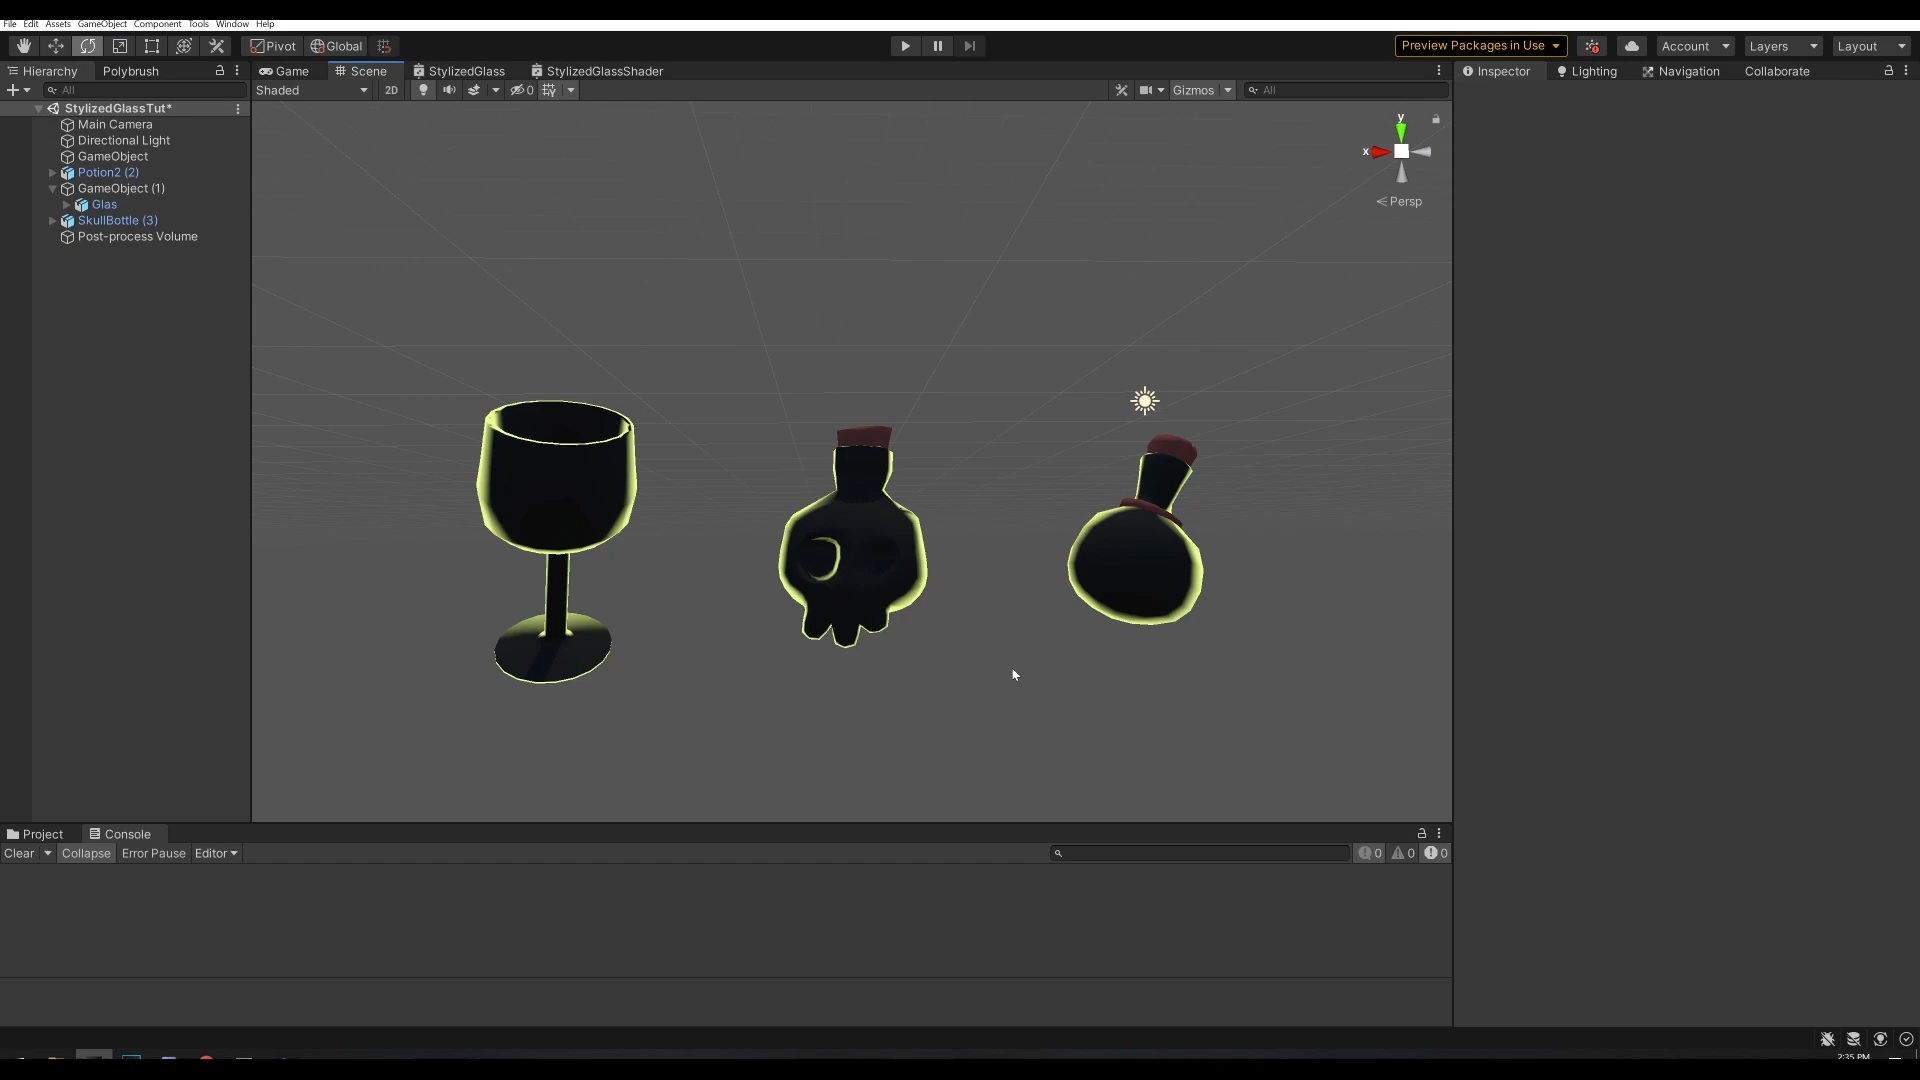 File Edit Assets GameObject Component Tools Window Help
Pivot Global Preview Packages in Use Account Layers Layout
Hierarchy Polybrush Game Scene StylizedGlass StylizedGlassShader Inspector Lighting Navigation Collaborate
All Shaded 2D 0 Gizmos All
StylizedGlassTut*
Main Camera
Directional Light
GameObject
Potion2 (2)
GameObject (1)
Glas
SkullBottle (3)
Post-process Volume
y
x
Persp
Project Console
Clear Collapse Error Pause Editor 0 0 0
2:35 PM